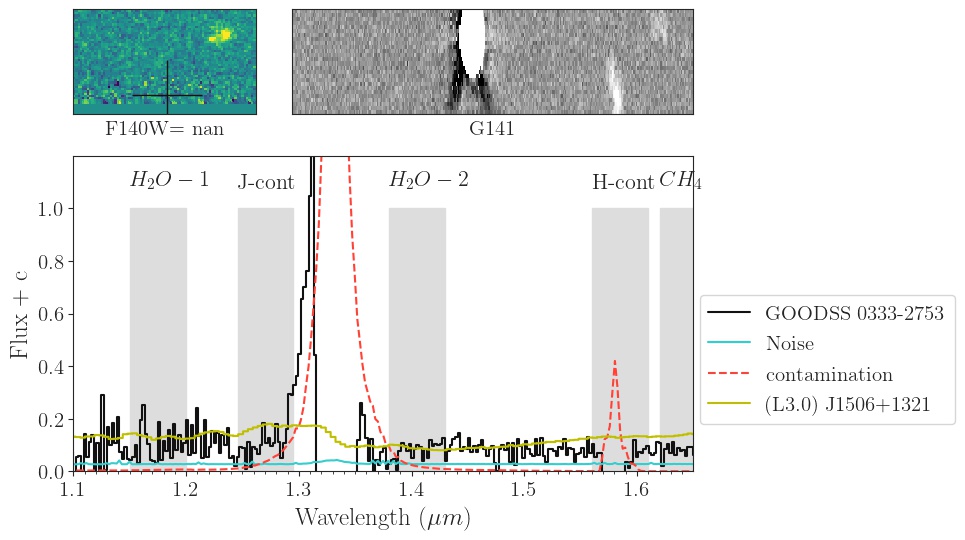 F140W= nan
G141
H₂O − 1
J-cont
H₂O − 2
H-cont
CH₄
1.0
0.8
0.6
0.4
0.2
0.0
Flux + c
1.1
1.2
1.3
1.4
1.5
1.6
Wavelength (μm)
GOODSS 0333-2753
Noise
contamination
(L3.0) J1506+1321